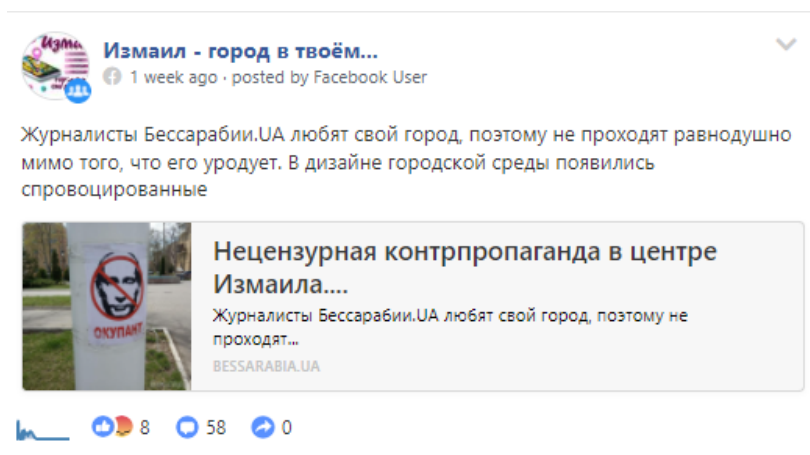 Измаил - город в твоём...
1 week ago · posted by Facebook User
Журналисты Бессарабии.UA любят свой город, поэтому не проходят равнодушно
мимо того, что его уродует. В дизайне городской среды появились
спровоцированные
Нецензурная контрпропаганда в центре
Измаила....
Журналисты Бессарабии.UA любят свой город, поэтому не
проходят...
BESSARABIA.UA
ОКУПАНТ
8 58 0